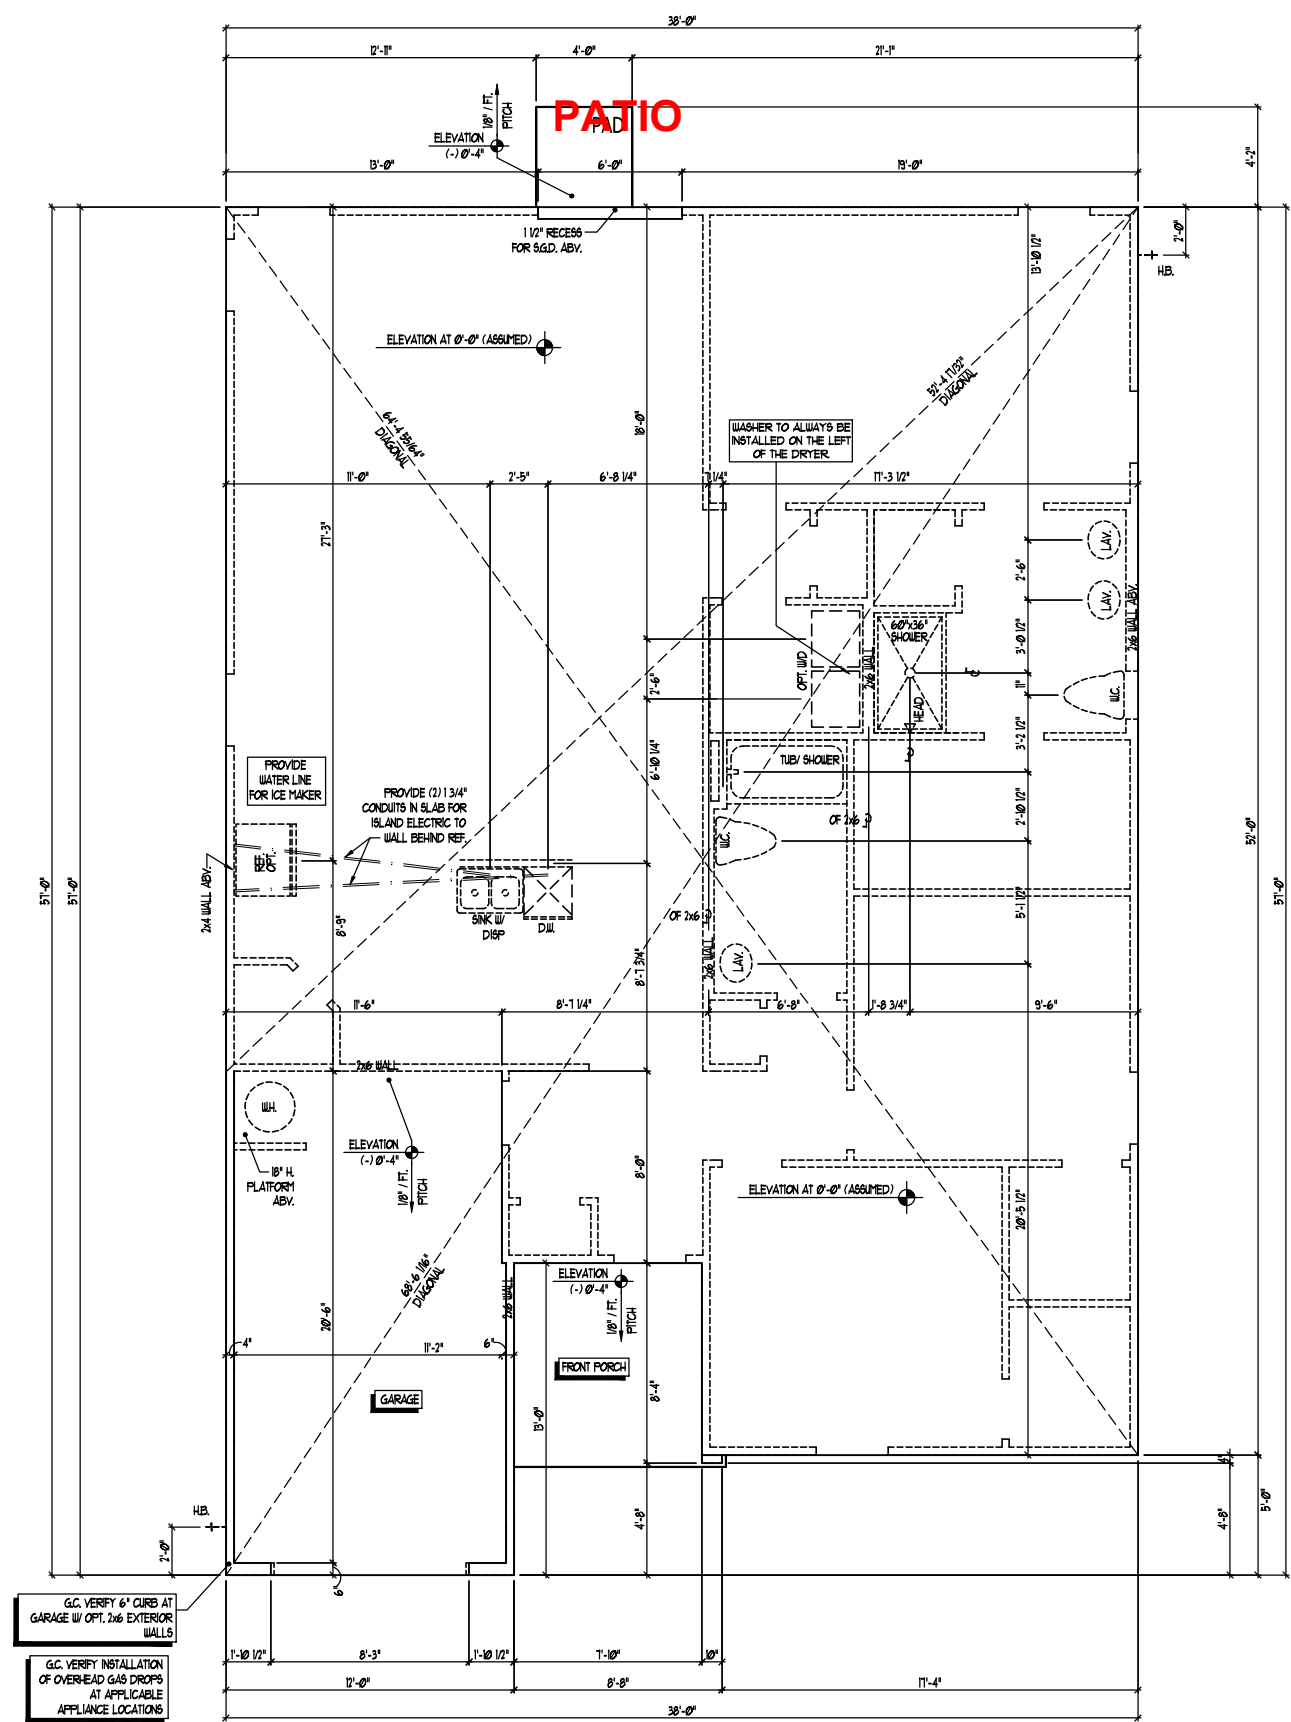 38'-0"
12'-11"
4'-0"
21'-1"
PATIO
PAD
1/8" / FT.
PITCH
ELEVATION
(-) 0'-4"
4'-2"
13'-0"
6'-0"
19'-0"
1 1/2" RECESS
FOR S.G.D. ABV.
2'-0"
H.B.
13'-10 1/2"
ELEVATION AT 0'-0" (ASSUMED)
64'-4 55/64"
DIAGONAL
52'-4 17/32"
DIAGONAL
18'-0"
WASHER TO ALWAYS BE
INSTALLED ON THE LEFT
OF THE DRYER.
11'-0"
2'-5"
6'-8 1/4"
17'-3 1/2"
27'-3"
LAV.
2'-6"
LAV.
2x6 WALL ABV.
60"x36"
SHOWER
3'-0 1/2"
OPT. W/D
2x6 WALL
2'-6"
11"
W.C.
HEAD
3'-2 1/2"
6'-10 1/4"
TUB/ SHOWER
PROVIDE
WATER LINE
FOR ICE MAKER
PROVIDE (2) 1 3/4"
CONDUITS IN SLAB FOR
ISLAND ELECTRIC TO
WALL BEHIND REF.
2'-10 1/2"
OF 2x6
W.C.
52'-0"
REF.
OPT.
57'-0"
57'-0"
57'-0"
2x4 WALL ABV.
8'-9"
SINK W/
DISP
D.W.
OF 2x6
5'-1 1/2"
2x6 WALL
LAV.
8'-7 3/4"
11'-6"
8'-7 1/4"
6'-8"
1'-8 3/4"
9'-6"
2x6 WALL
W.H.
ELEVATION
(-) 0'-4"
18" H.
PLATFORM
ABV.
1/8" / FT.
PITCH
8'-0"
ELEVATION AT 0'-0" (ASSUMED)
20'-5 1/2"
68'-6 1/16"
DIAGONAL
ELEVATION
(-) 0'-4"
2x6 WALL
1/8" / FT.
PITCH
20'-6"
4"
11'-2"
6"
FRONT PORCH
8'-4"
GARAGE
13'-0"
4"
H.B.
2'-0"
4'-8"
4'-8"
5'-0"
6"
G.C. VERIFY 6" CURB AT
GARAGE W/ OPT. 2x6 EXTERIOR
WALLS
1'-10 1/2"
8'-3"
1'-10 1/2"
7'-10"
10"
G.C. VERIFY INSTALLATION
OF OVERHEAD GAS DROPS
AT APPLICABLE
APPLIANCE LOCATIONS
12'-0"
8'-8"
17'-4"
38'-0"